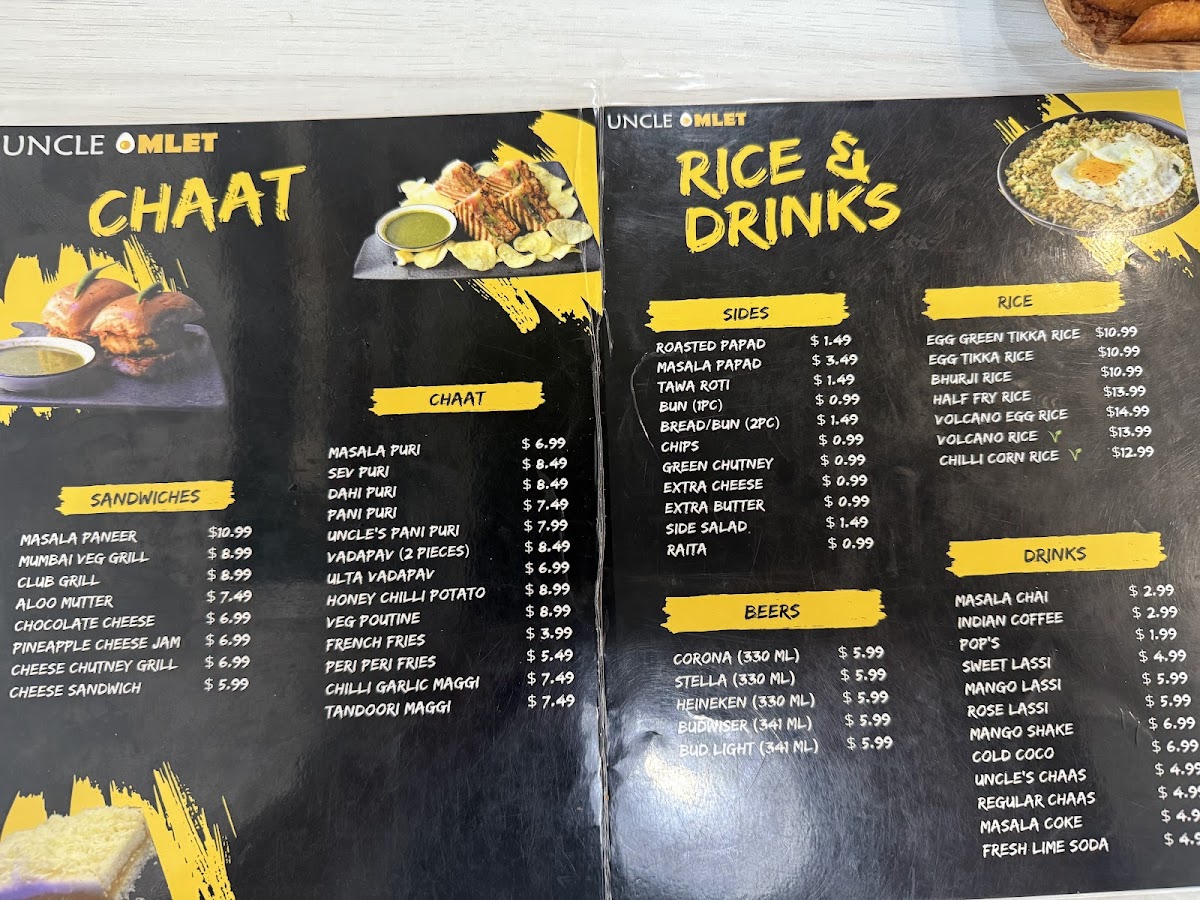 UNCLE OMLET
CHAAT
SANDWICHES
MASALA PANEER $10.99
MUMBAI VEG GRILL $ 8.99
CLUB GRILL $ 8.99
ALOO MUTTER $ 7.49
CHOCOLATE CHEESE $ 6.99
PINEAPPLE CHEESE JAM $ 6.99
CHEESE CHUTNEY GRILL $ 6.99
CHEESE SANDWICH $ 5.99
CHAAT
MASALA PURI $ 6.99
SEV PURI $ 8.49
DAHI PURI $ 8.49
PANI PURI $ 7.49
UNCLE'S PANI PURI $ 7.99
VADAPAV (2 PIECES) $ 8.49
ULTA VADAPAV $ 6.99
HONEY CHILLI POTATO $ 8.99
VEG POUTINE $ 8.99
FRENCH FRIES $ 3.99
PERI PERI FRIES $ 5.49
CHILLI GARLIC MAGGI $ 7.49
TANDOORI MAGGI $ 7.49
UNCLE OMLET
RICE &
DRINKS
SIDES
ROASTED PAPAD $ 1.49
MASALA PAPAD $ 3.49
TAWA ROTI $ 1.49
BUN (1PC) $ 0.99
BREAD/BUN (2PC) $ 1.49
CHIPS $ 0.99
GREEN CHUTNEY $ 0.99
EXTRA CHEESE $ 0.99
EXTRA BUTTER $ 0.99
SIDE SALAD $ 1.49
RAITA $ 0.99
BEERS
CORONA (330 ML) $ 5.99
STELLA (330 ML) $ 5.99
HEINEKEN (330 ML) $ 5.99
BUDWISER (341 ML) $ 5.99
BUD LIGHT (341 ML) $ 5.99
RICE
EGG GREEN TIKKA RICE $10.99
EGG TIKKA RICE $10.99
BHURJI RICE $10.99
HALF FRY RICE $13.99
VOLCANO EGG RICE $14.99
VOLCANO RICE $13.99
CHILLI CORN RICE $12.99
DRINKS
MASALA CHAI $ 2.99
INDIAN COFFEE $ 2.99
POP'S $ 1.99
SWEET LASSI $ 4.99
MANGO LASSI $ 5.99
ROSE LASSI $ 5.99
MANGO SHAKE $ 6.99
COLD COCO $ 6.99
UNCLE'S CHAAS $ 4.99
REGULAR CHAAS $ 4.99
MASALA COKE $ 4.9
FRESH LIME SODA $ 4.9